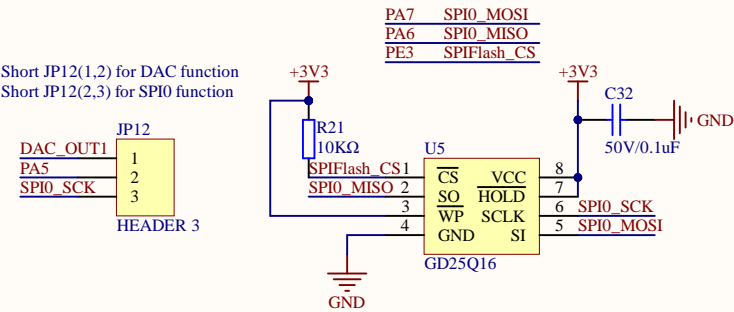 PA7 SPI0_MOSI
PA6 SPI0_MISO
PE3 SPIFlash_CS
Short JP12(1,2) for DAC function
Short JP12(2,3) for SPI0 function
+3V3
+3V3
C32
GND
50V/0.1uF
JP12
DAC_OUT1 1
PA5 2
SPI0_SCK 3
HEADER 3
R21
10KΩ
U5
SPIFlash_CS 1 CS VCC 8
SPI0_MISO 2 SO HOLD 7
3 WP SCLK 6 SPI0_SCK
4 GND SI 5 SPI0_MOSI
GD25Q16
GND